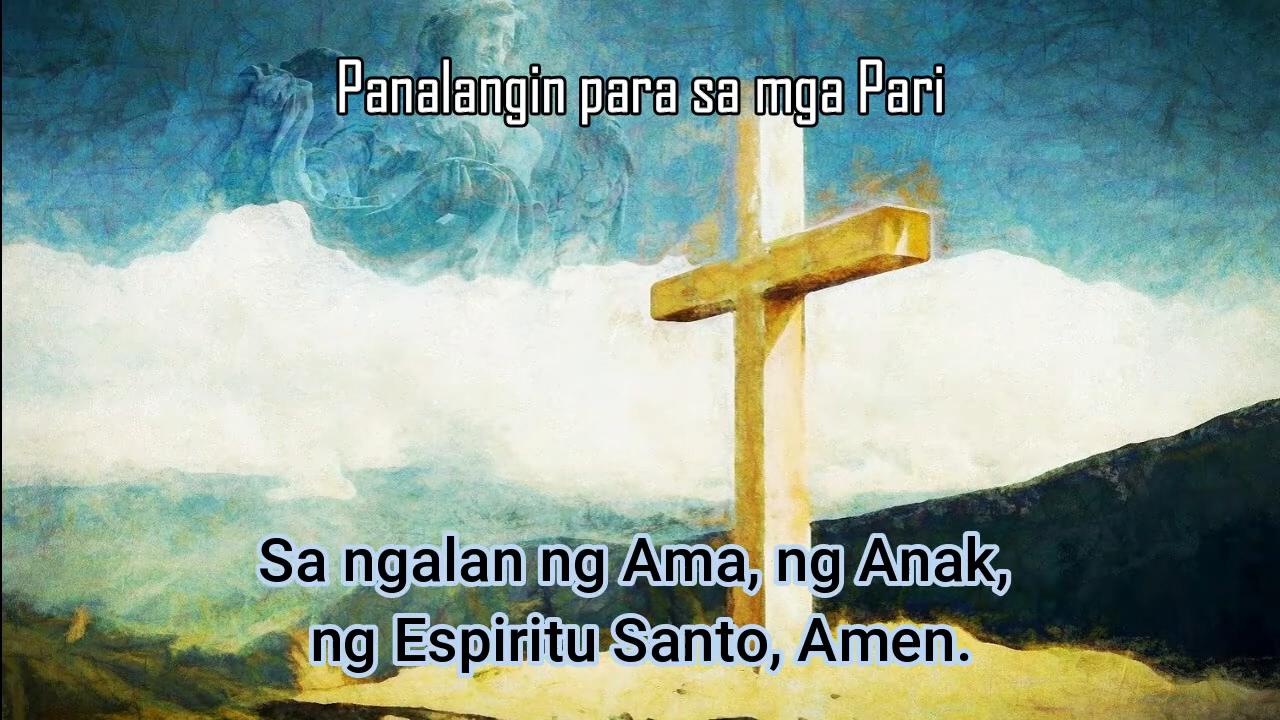 Panalangin para sa mga Pari
Sa ngalan ng Ama, ng Anak,
ng Espiritu Santo, Amen.